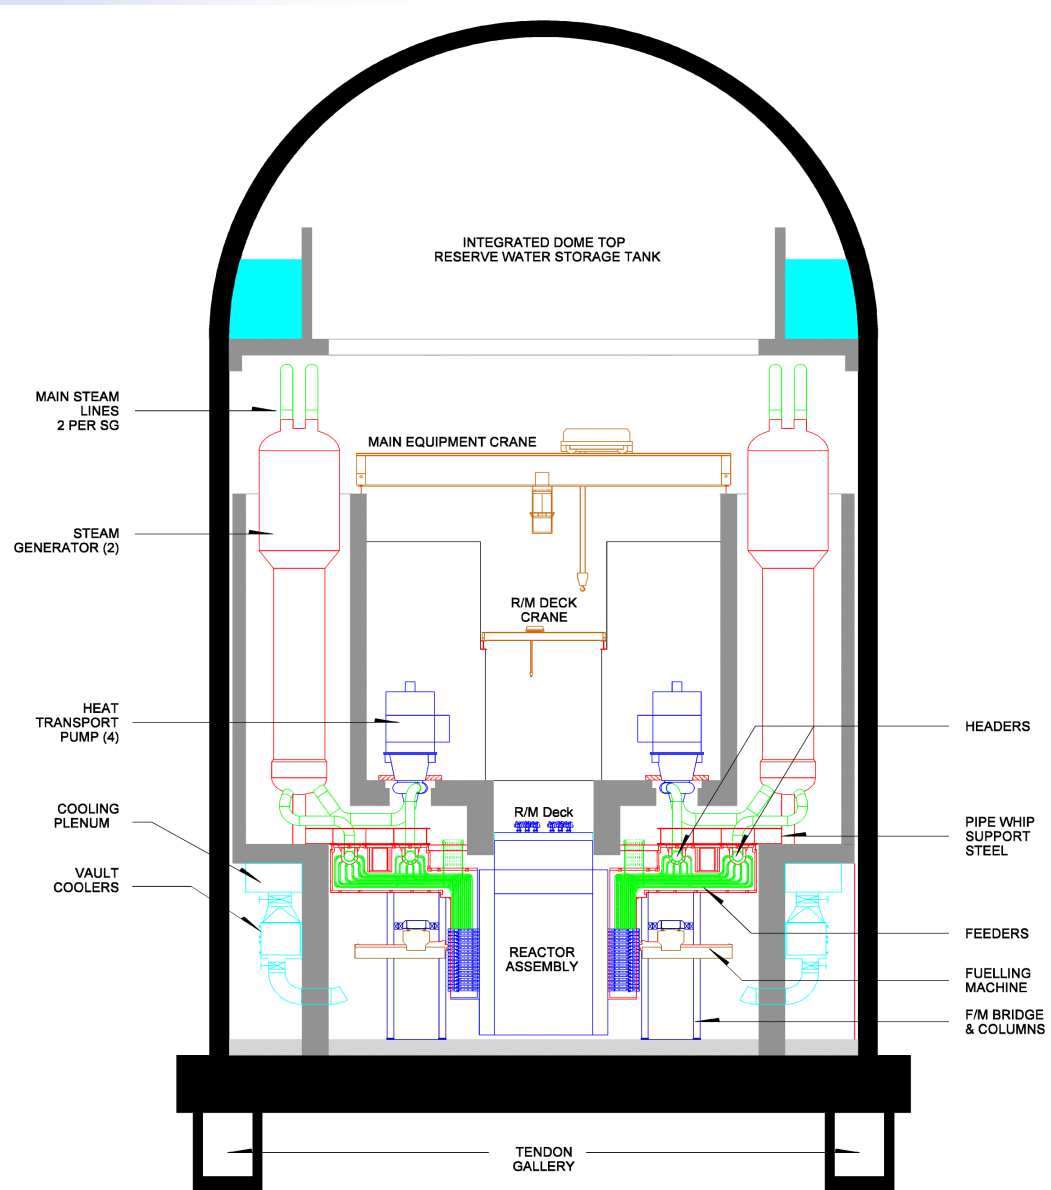 INTEGRATED DOME TOP
RESERVE WATER STORAGE TANK
MAIN STEAM
LINES
2 PER SG
MAIN EQUIPMENT CRANE
STEAM
GENERATOR (2)
R/M DECK
CRANE
HEAT
TRANSPORT
PUMP (4)
HEADERS
COOLING
PLENUM
R/M Deck
PIPE WHIP
SUPPORT
STEEL
VAULT
COOLERS
REACTOR
ASSEMBLY
FEEDERS
FUELLING
MACHINE
F/M BRIDGE
& COLUMNS
TENDON
GALLERY